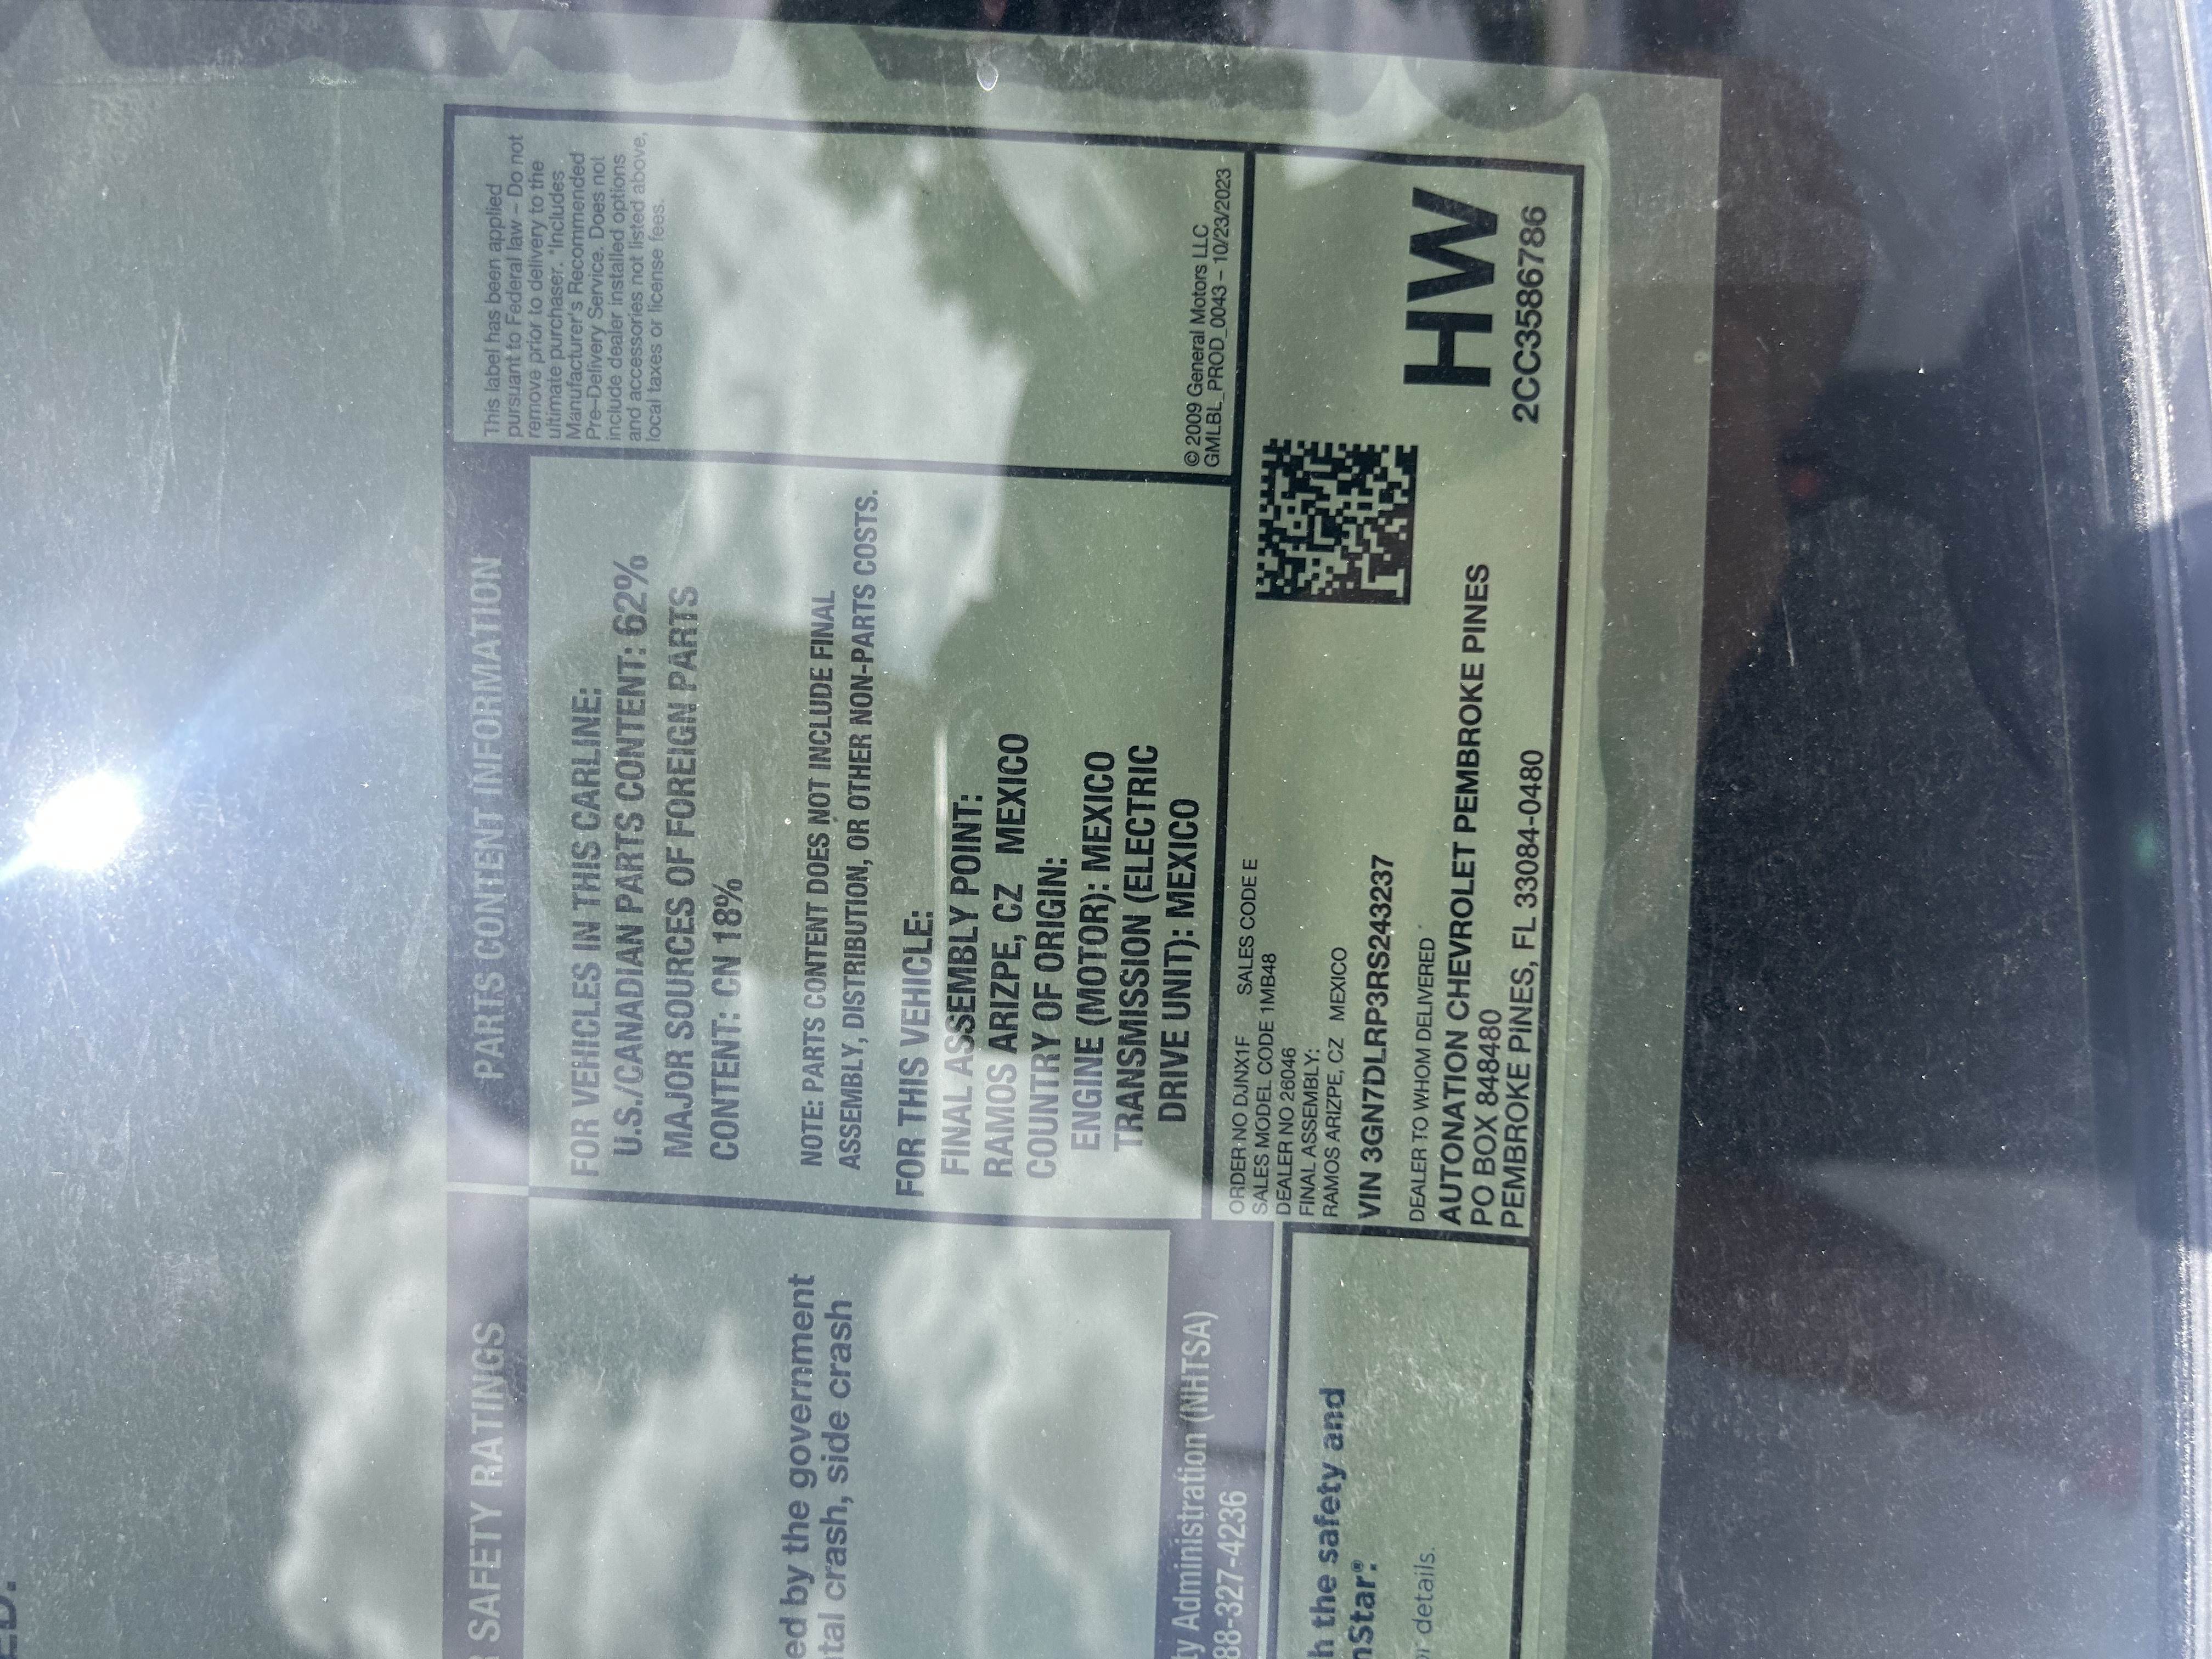 ED.
SAFETY RATINGS
ed by the government
tal crash, side crash
ty Administration (NHTSA)
88-327-4236
h the safety and
nStar.®
or details.
PARTS CONTENT INFORMATION
FOR VEHICLES IN THIS CARLINE:
U.S./CANADIAN PARTS CONTENT: 62%
MAJOR SOURCES OF FOREIGN PARTS
CONTENT: CN 18%
NOTE: PARTS CONTENT DOES NOT INCLUDE FINAL
ASSEMBLY, DISTRIBUTION, OR OTHER NON-PARTS COSTS.
FOR THIS VEHICLE:
FINAL ASSEMBLY POINT:
RAMOS ARIZPE, CZ MEXICO
COUNTRY OF ORIGIN:
ENGINE (MOTOR): MEXICO
TRANSMISSION (ELECTRIC
DRIVE UNIT): MEXICO
This label has been applied
pursuant to Federal law – Do not
remove prior to delivery to the
ultimate purchaser. *Includes
Manufacturer's Recommended
Pre–Delivery Service. Does not
include dealer installed options
and accessories not listed above,
local taxes or license fees.
© 2009 General Motors LLC
GMLBL_PROD_0043 – 10/23/2023
ORDER NO DJNX1F SALES CODE E
SALES MODEL CODE 1MB48
DEALER NO 26046
FINAL ASSEMBLY:
RAMOS ARIZPE, CZ MEXICO
VIN 3GN7DLRP3RS243237
DEALER TO WHOM DELIVERED
AUTONATION CHEVROLET PEMBROKE PINES
PO BOX 848480
PEMBROKE PINES, FL 33084-0480
HW
2CC3586786